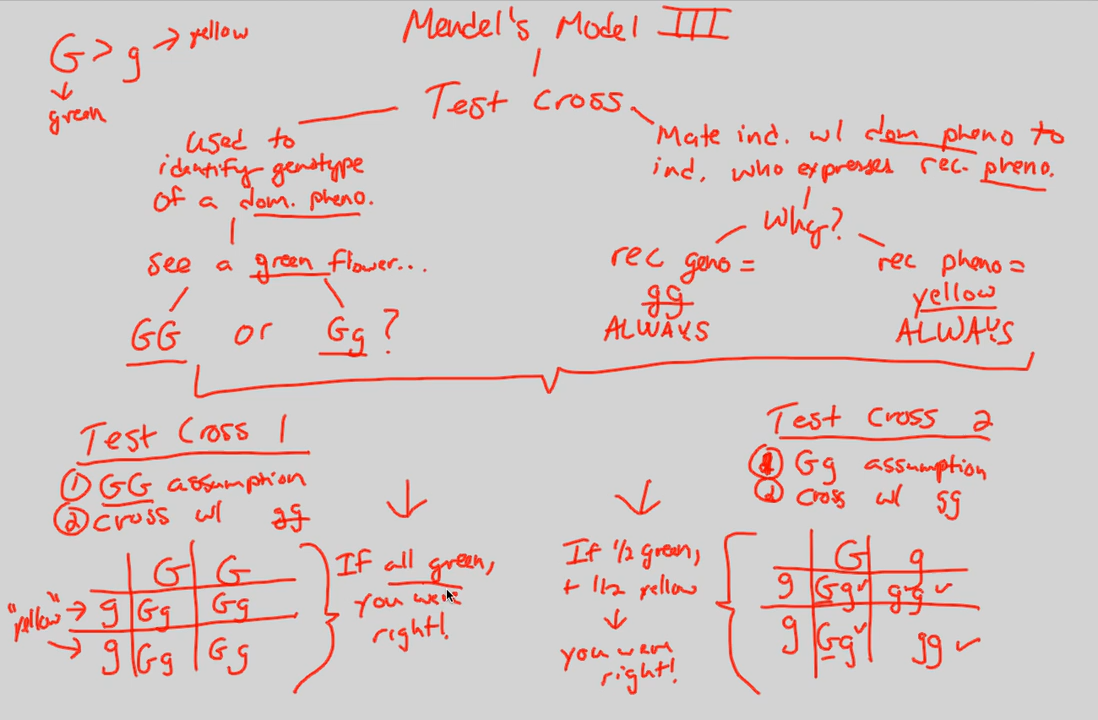 Mendel's Model III
G > g → yellow
↓
green
Test Cross
Used to
identify genotype
of a dom. pheno.
see a green flower...
GG or Gg ?
Mate ind. w/ dom pheno to
ind. who expresses rec. pheno.
Why?
rec geno =
gg
ALWAYS
rec pheno =
yellow
ALWAYS
Test Cross 1
① GG assumption
② cross w/ gg
G G
"yellow" → g Gg Gg
→ g Gg Gg
↓
If all green,
you were
right!
↓
If 1/2 green,
+ 1/2 yellow
↓
you were
right!
Test Cross 2
① Gg assumption
② cross w/ gg
G g
g Gg✓ gg ✓
g Gg✓ gg ✓